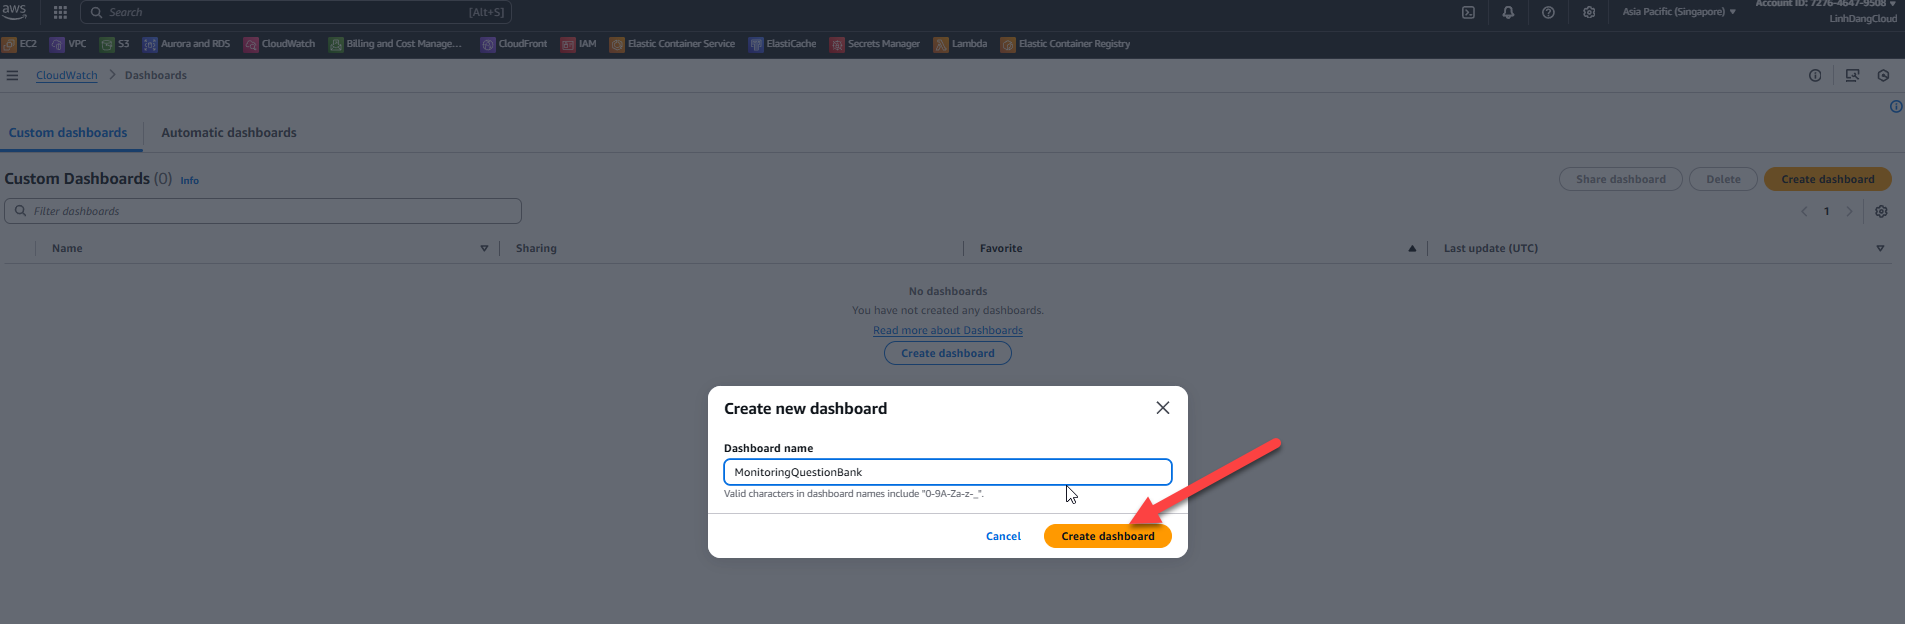 aws
Search [Alt+S]
Asia Pacific (Singapore) ▼
Account ID: 7276-4647-9508 ▼
LinhDangCloud
EC2 VPC S3 Aurora and RDS CloudWatch Billing and Cost Manage... CloudFront IAM Elastic Container Service ElastiCache Secrets Manager Lambda Elastic Container Registry
CloudWatch > Dashboards
Custom dashboards Automatic dashboards
Custom Dashboards (0) Info
Share dashboard Delete Create dashboard
Filter dashboards
< 1 >
Name Sharing Favorite Last update (UTC)
No dashboards
You have not created any dashboards.
Read more about Dashboards
Create dashboard
Create new dashboard
Dashboard name
MonitoringQuestionBank
Valid characters in dashboard names include "0-9A-Za-z-_".
Cancel Create dashboard